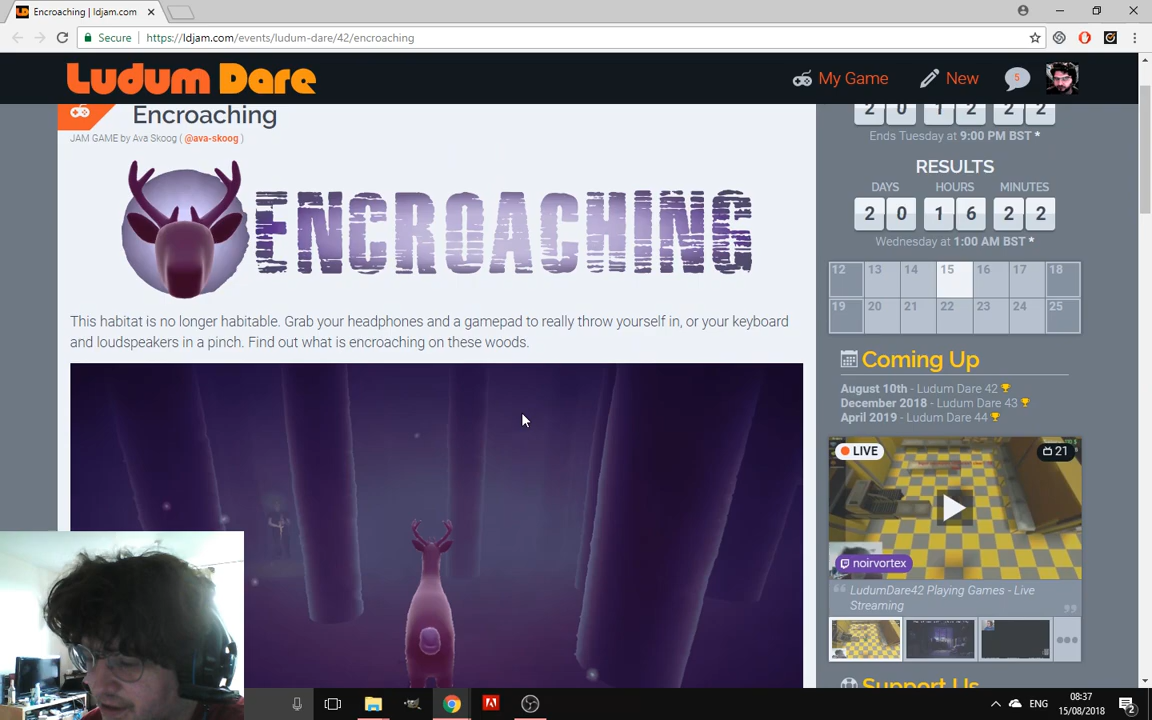 Encroaching | ldjam.com
Secure
https://ldjam.com/events/ludum-dare/42/encroaching
Ludum Dare
My Game
New
5
Encroaching
JAM GAME by Ava Skoog ( @ava-skoog )
ENCROACHING
This habitat is no longer habitable. Grab your headphones and a gamepad to really throw yourself in, or your keyboard
and loudspeakers in a pinch. Find out what is encroaching on these woods.
2 0 1 2 2 2
Ends Tuesday at 9:00 PM BST *
RESULTS
DAYS HOURS MINUTES
2 0 1 6 2 2
Wednesday at 1:00 AM BST *
12 13 14 15 16 17 18
19 20 21 22 23 24 25
Coming Up
August 10th - Ludum Dare 42
December 2018 - Ludum Dare 43
April 2019 - Ludum Dare 44
LIVE
21
noirvortex
LudumDare42 Playing Games - Live
Streaming
Support Us
ENG
08:37
15/08/2018
2